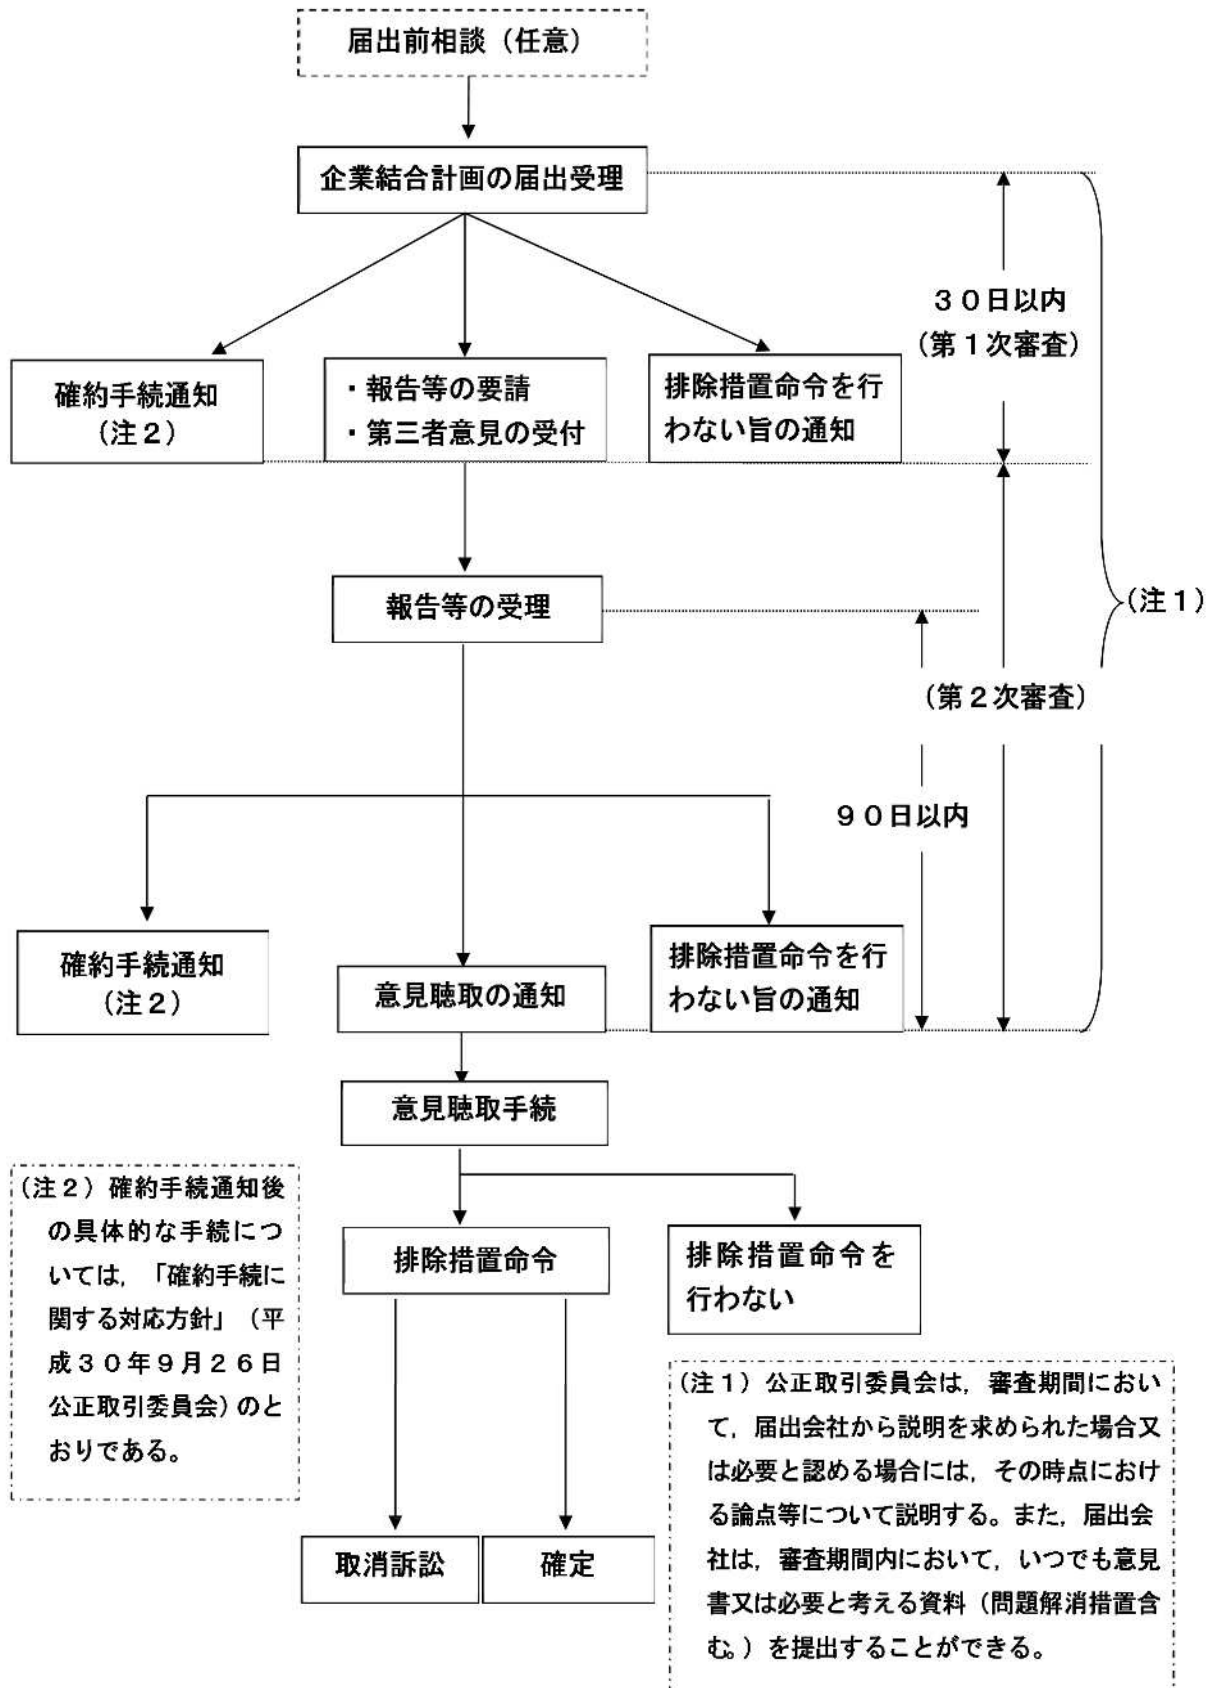 届出前相談（任意）
企業結合計画の届出受理
３０日以内
（第１次審査）
確約手続通知
（注２）
・報告等の要請
・第三者意見の受付
排除措置命令を行
わない旨の通知
報告等の受理
（注１）
（第２次審査）
９０日以内
確約手続通知
（注２）
意見聴取の通知
排除措置命令を行
わない旨の通知
意見聴取手続
（注２）確約手続通知後
の具体的な手続につ
いては，「確約手続に
関する対応方針」（平
成３０年９月２６日
公正取引委員会）のと
おりである。
排除措置命令
排除措置命令を
行わない
（注１）公正取引委員会は，審査期間におい
て，届出会社から説明を求められた場合又
は必要と認める場合には，その時点におけ
る論点等について説明する。また，届出会
社は，審査期間内において，いつでも意見
書又は必要と考える資料（問題解消措置含
む。）を提出することができる。
取消訴訟
確定